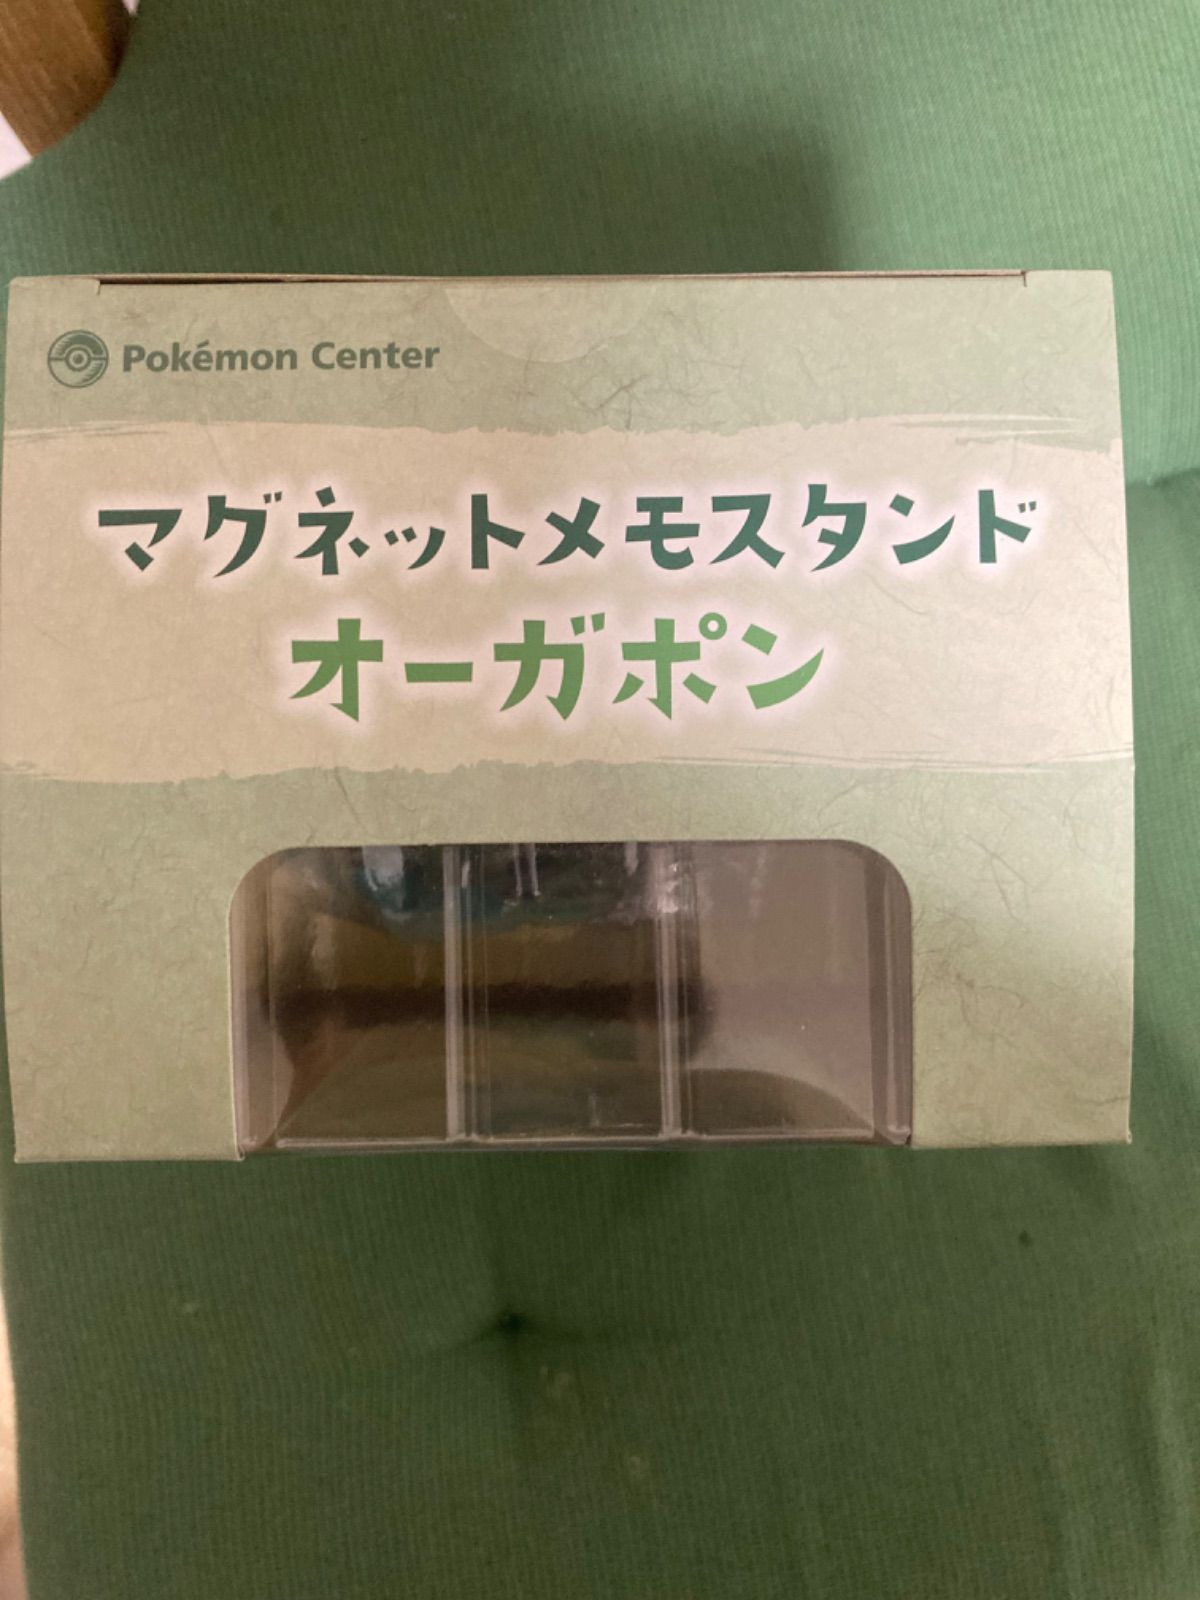 Pokémon Center
マグネットメモスタンド
オーガポン